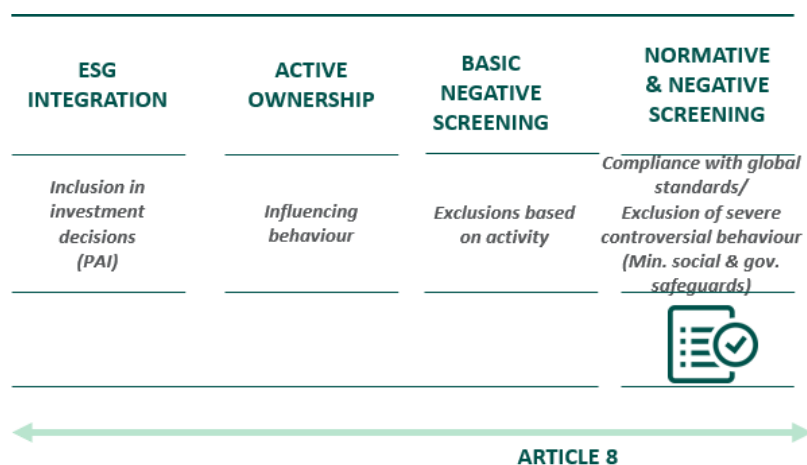 ESG
INTEGRATION
ACTIVE
OWNERSHIP
BASIC
NEGATIVE
SCREENING
NORMATIVE
& NEGATIVE
SCREENING
Inclusion in
investment
decisions
(PAI)
Influencing
behaviour
Exclusions based
on activity
Compliance with global
standards/
Exclusion of severe
controversial behaviour
(Min. social & gov.
safeguards)
ARTICLE 8